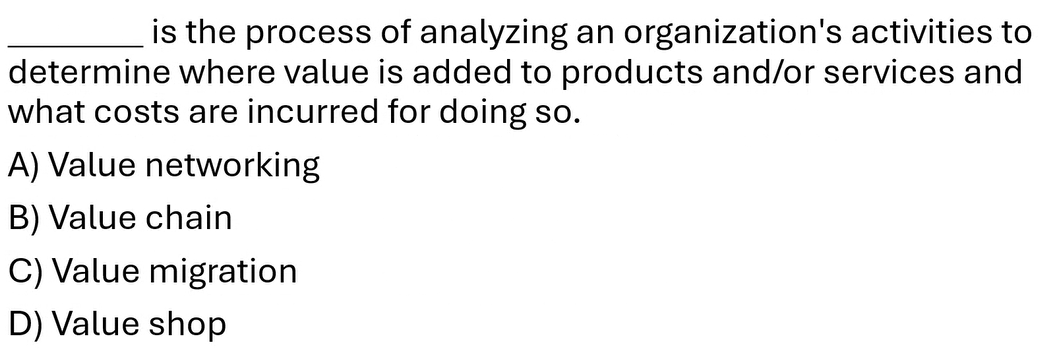 _________ is the process of analyzing an organization's activities to
determine where value is added to products and/or services and
what costs are incurred for doing so.
A) Value networking
B) Value chain
C) Value migration
D) Value shop